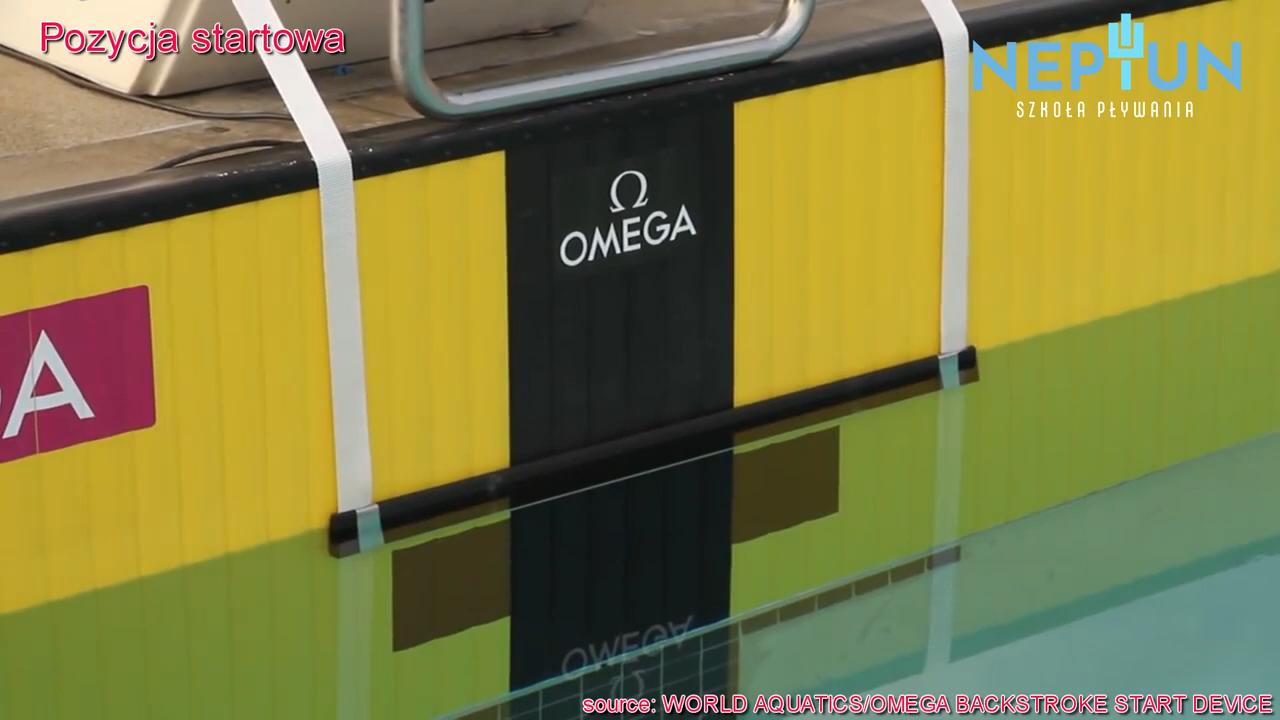 Pozycja startowa
NEPTUN
SZKOŁA PŁYWANIA
Ω
OMEGA
source: WORLD AQUATICS/OMEGA BACKSTROKE START DEVICE